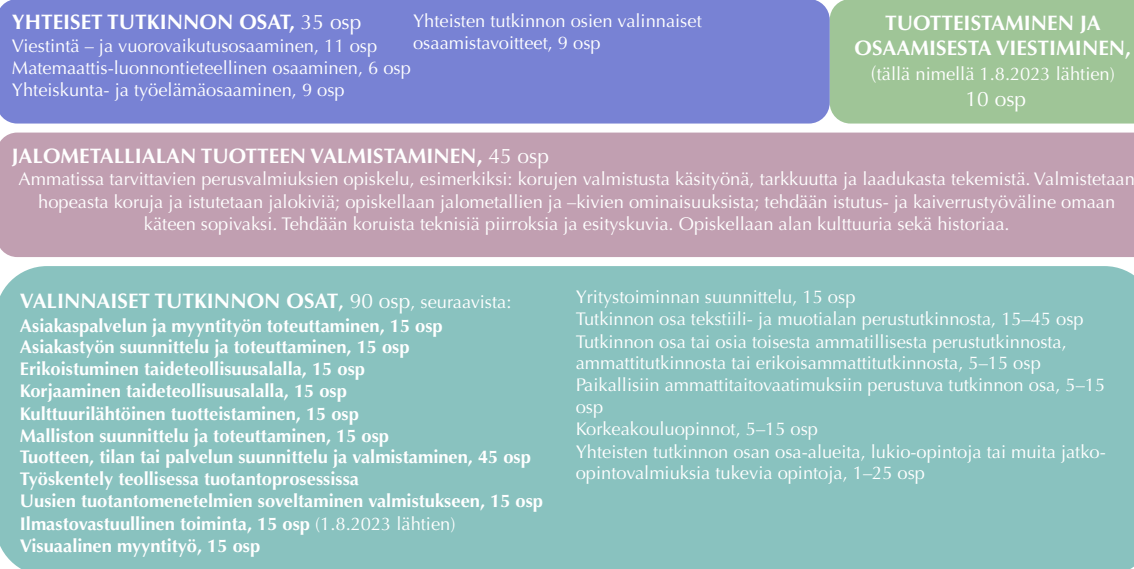 YHTEISET TUTKINNON OSAT, 35 osp
Viestintä – ja vuorovaikutusosaaminen, 11 osp
Matemaattis-luonnontieteellinen osaaminen, 6 osp
Yhteiskunta- ja työelämäosaaminen, 9 osp
Yhteisten tutkinnon osien valinnaiset
osaamistavoitteet, 9 osp
TUOTTEISTAMINEN JA
OSAAMISESTA VIESTIMINEN,
(tällä nimellä 1.8.2023 lähtien)
10 osp
JALOMETALLIALAN TUOTTEEN VALMISTAMINEN, 45 osp
Ammatissa tarvittavien perusvalmiuksien opiskelu, esimerkiksi: korujen valmistusta käsityönä, tarkkuutta ja laadukasta tekemistä. Valmistetaan
hopeasta koruja ja istutetaan jalokiviä; opiskellaan jalometallien ja –kivien ominaisuuksista; tehdään istutus- ja kaiverrustyöväline omaan
käteen sopivaksi. Tehdään koruista teknisiä piirroksia ja esityskuvia. Opiskellaan alan kulttuuria sekä historiaa.
VALINNAISET TUTKINNON OSAT, 90 osp, seuraavista:
Asiakaspalvelun ja myyntityön toteuttaminen, 15 osp
Asiakastyön suunnittelu ja toteuttaminen, 15 osp
Erikoistuminen taideteollisuusalalla, 15 osp
Korjaaminen taideteollisuusalalla, 15 osp
Kulttuurilähtöinen tuotteistaminen, 15 osp
Malliston suunnittelu ja toteuttaminen, 15 osp
Tuotteen, tilan tai palvelun suunnittelu ja valmistaminen, 45 osp
Työskentely teollisessa tuotantoprosessissa
Uusien tuotantomenetelmien soveltaminen valmistukseen, 15 osp
Ilmastovastuullinen toiminta, 15 osp (1.8.2023 lähtien)
Visuaalinen myyntityö, 15 osp
Yritystoiminnan suunnittelu, 15 osp
Tutkinnon osa tekstiili- ja muotialan perustutkinnosta, 15–45 osp
Tutkinnon osa tai osia toisesta ammatillisesta perustutkinnosta,
ammattitutkinnosta tai erikoisammattitutkinnosta, 5–15 osp
Paikallisiin ammattitaitovaatimuksiin perustuva tutkinnon osa, 5–15
osp
Korkeakouluopinnot, 5–15 osp
Yhteisten tutkinnon osan osa-alueita, lukio-opintoja tai muita jatko-
opintovalmiuksia tukevia opintoja, 1–25 osp